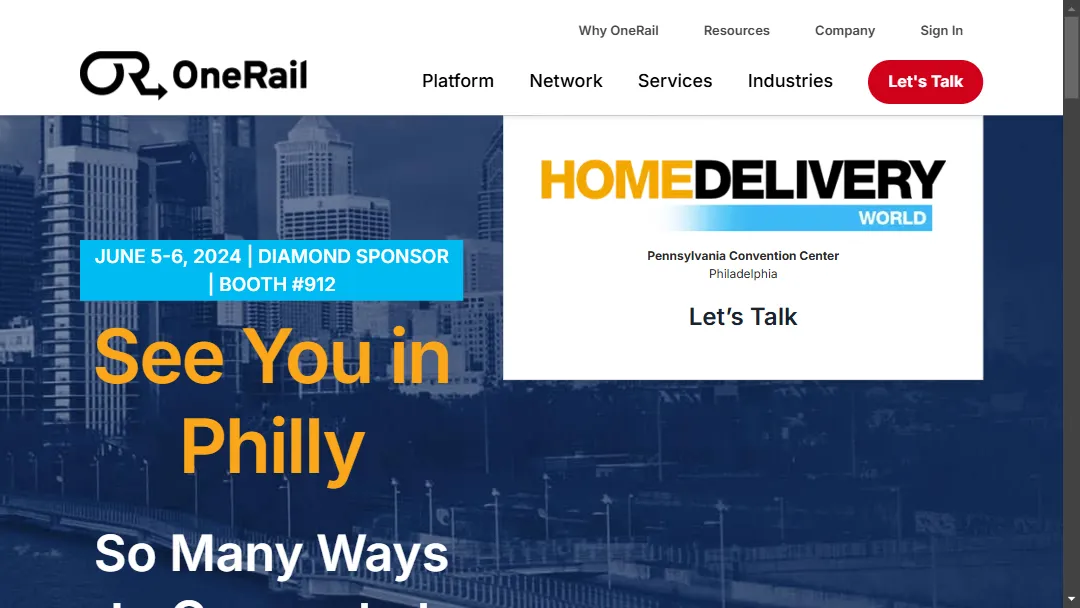 Why OneRail
Resources
Company
Sign In
OneRail
Platform
Network
Services
Industries
Let's Talk
HOMEDELIVERY
WORLD
Pennsylvania Convention Center
Philadelphia
Let's Talk
JUNE 5-6, 2024 | DIAMOND SPONSOR
| BOOTH #912
See You in
Philly
So Many Ways